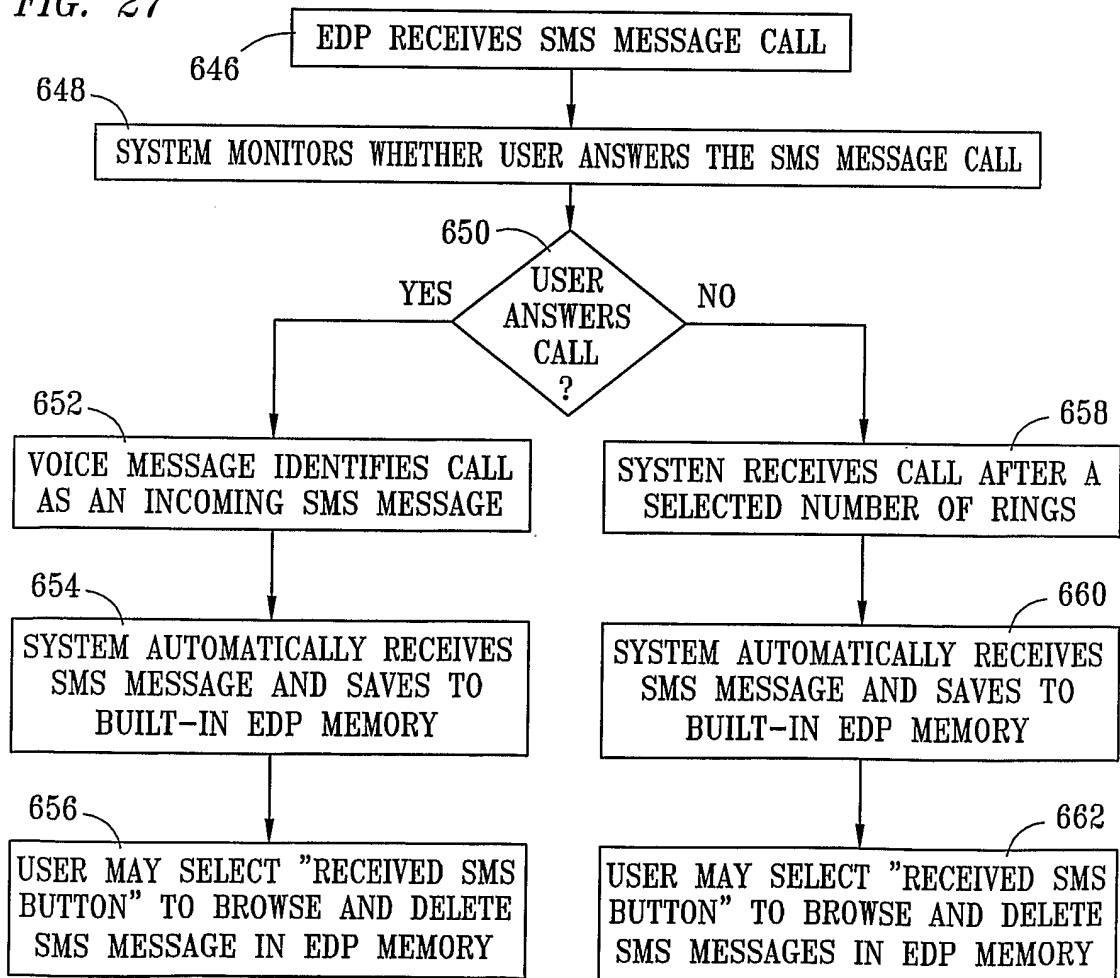 FIG. 27
EDP RECEIVES SMS MESSAGE CALL
646
648
SYSTEM MONITORS WHETHER USER ANSWERS THE SMS MESSAGE CALL
650
USER
ANSWERS
CALL
?
YES
NO
652
VOICE MESSAGE IDENTIFIES CALL
AS AN INCOMING SMS MESSAGE
658
SYSTEN RECEIVES CALL AFTER A
SELECTED NUMBER OF RINGS
654
SYSTEM AUTOMATICALLY RECEIVES
SMS MESSAGE AND SAVES TO
BUILT-IN EDP MEMORY
660
SYSTEM AUTOMATICALLY RECEIVES
SMS MESSAGE AND SAVES TO
BUILT-IN EDP MEMORY
656
USER MAY SELECT "RECEIVED SMS
BUTTON" TO BROWSE AND DELETE
SMS MESSAGE IN EDP MEMORY
662
USER MAY SELECT "RECEIVED SMS
BUTTON" TO BROWSE AND DELETE
SMS MESSAGES IN EDP MEMORY